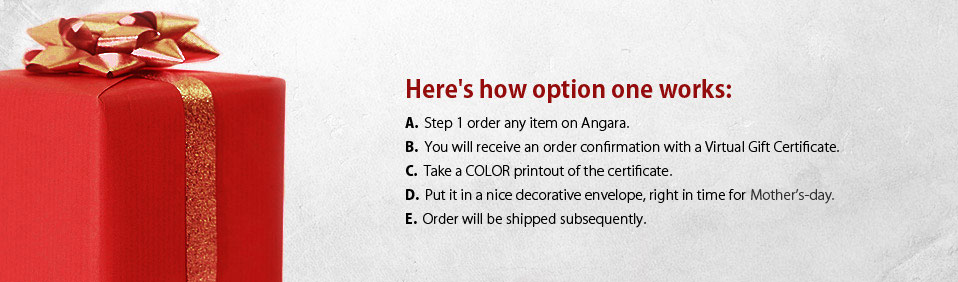 Here's how option one works:
A. Step 1 order any item on Angara.
B. You will receive an order confirmation with a Virtual Gift Certificate.
C. Take a COLOR printout of the certificate.
D. Put it in a nice decorative envelope, right in time for Mother's-day.
E. Order will be shipped subsequently.